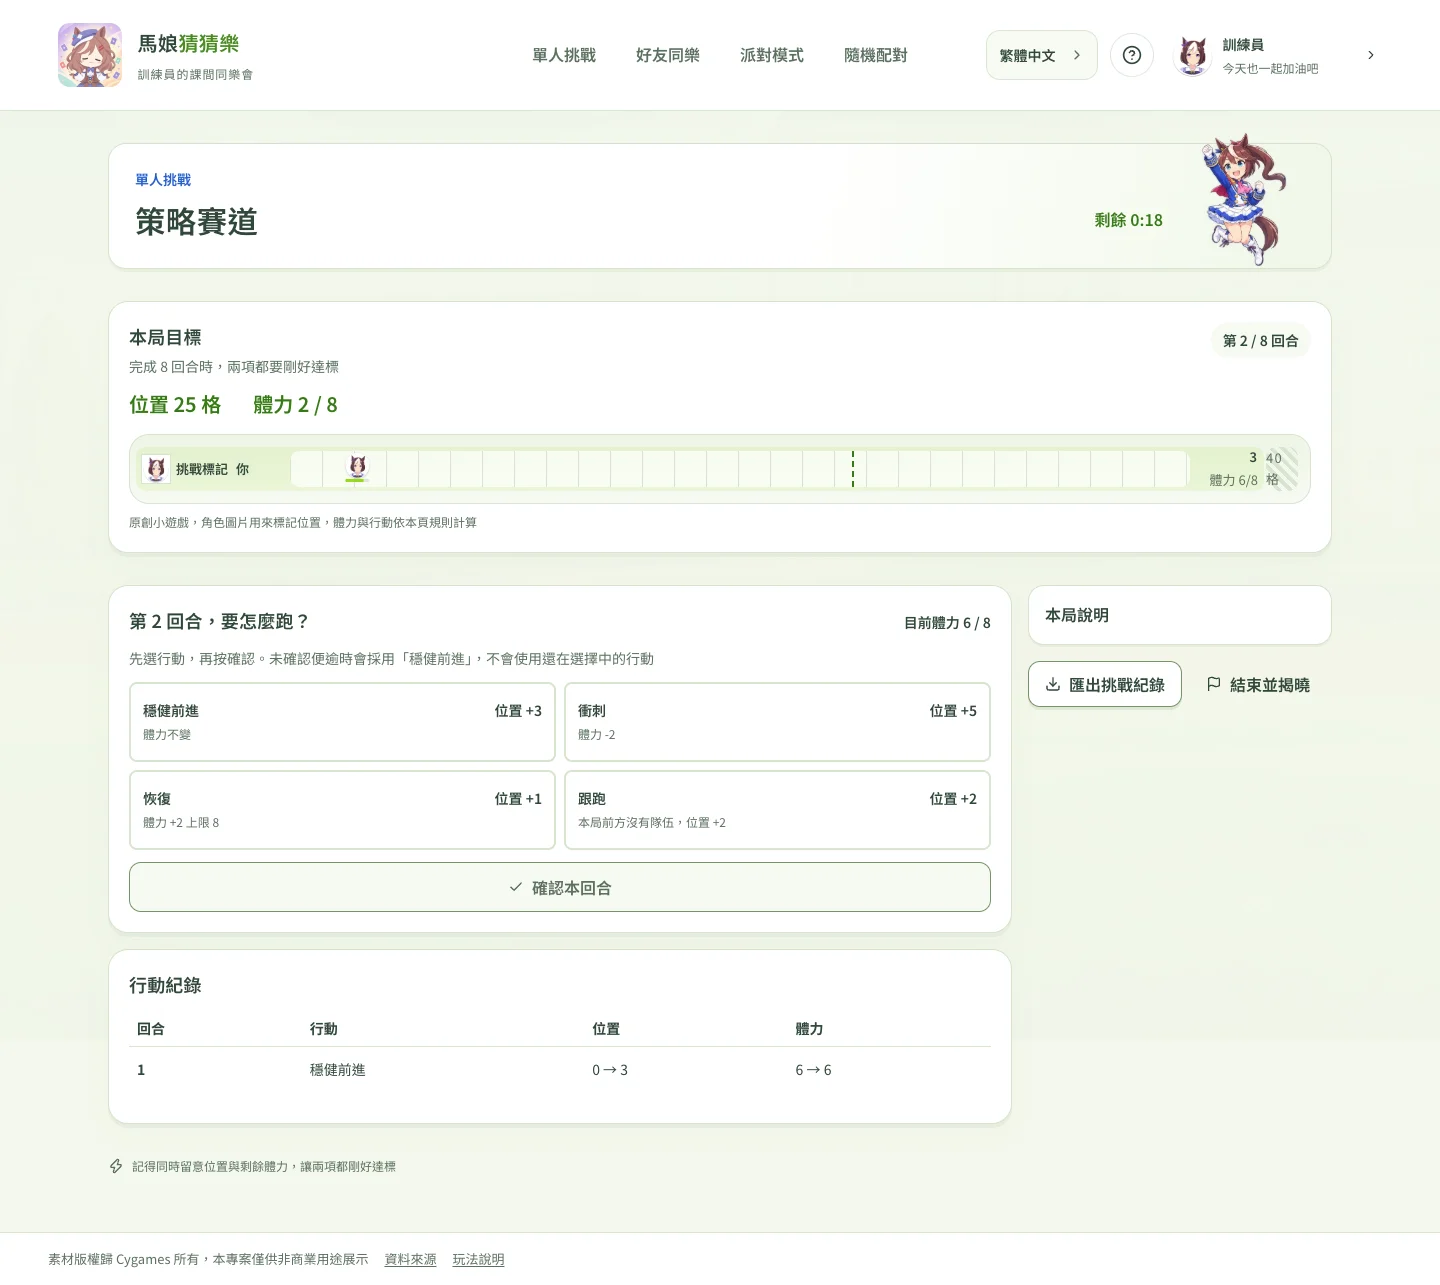 馬娘猜猜樂
訓練員的課間同樂會
單人挑戰
好友同樂
派對模式
隨機配對
繁體中文
訓練員
今天也一起加油吧
單人挑戰
策略賽道
剩餘 0:18
本局目標
完成 8 回合時，兩項都要剛好達標
第 2 / 8 回合
位置 25 格 體力 2 / 8
挑戰標記 你
3
體力 6/8
40
格
原創小遊戲，角色圖片用來標記位置，體力與行動依本頁規則計算
第 2 回合，要怎麼跑？
目前體力 6 / 8
先選行動，再按確認。未確認便逾時會採用「穩健前進」，不會使用還在選擇中的行動
穩健前進 位置 +3
體力不變
衝刺 位置 +5
體力 -2
恢復 位置 +1
體力 +2 上限 8
跟跑 位置 +2
本局前方沒有隊伍，位置 +2
確認本回合
本局說明
匯出挑戰紀錄
結束並揭曉
行動紀錄
回合 行動 位置 體力
1 穩健前進 0 → 3 6 → 6
記得同時留意位置與剩餘體力，讓兩項都剛好達標
素材版權歸 Cygames 所有，本專案僅供非商業用途展示 資料來源 玩法說明